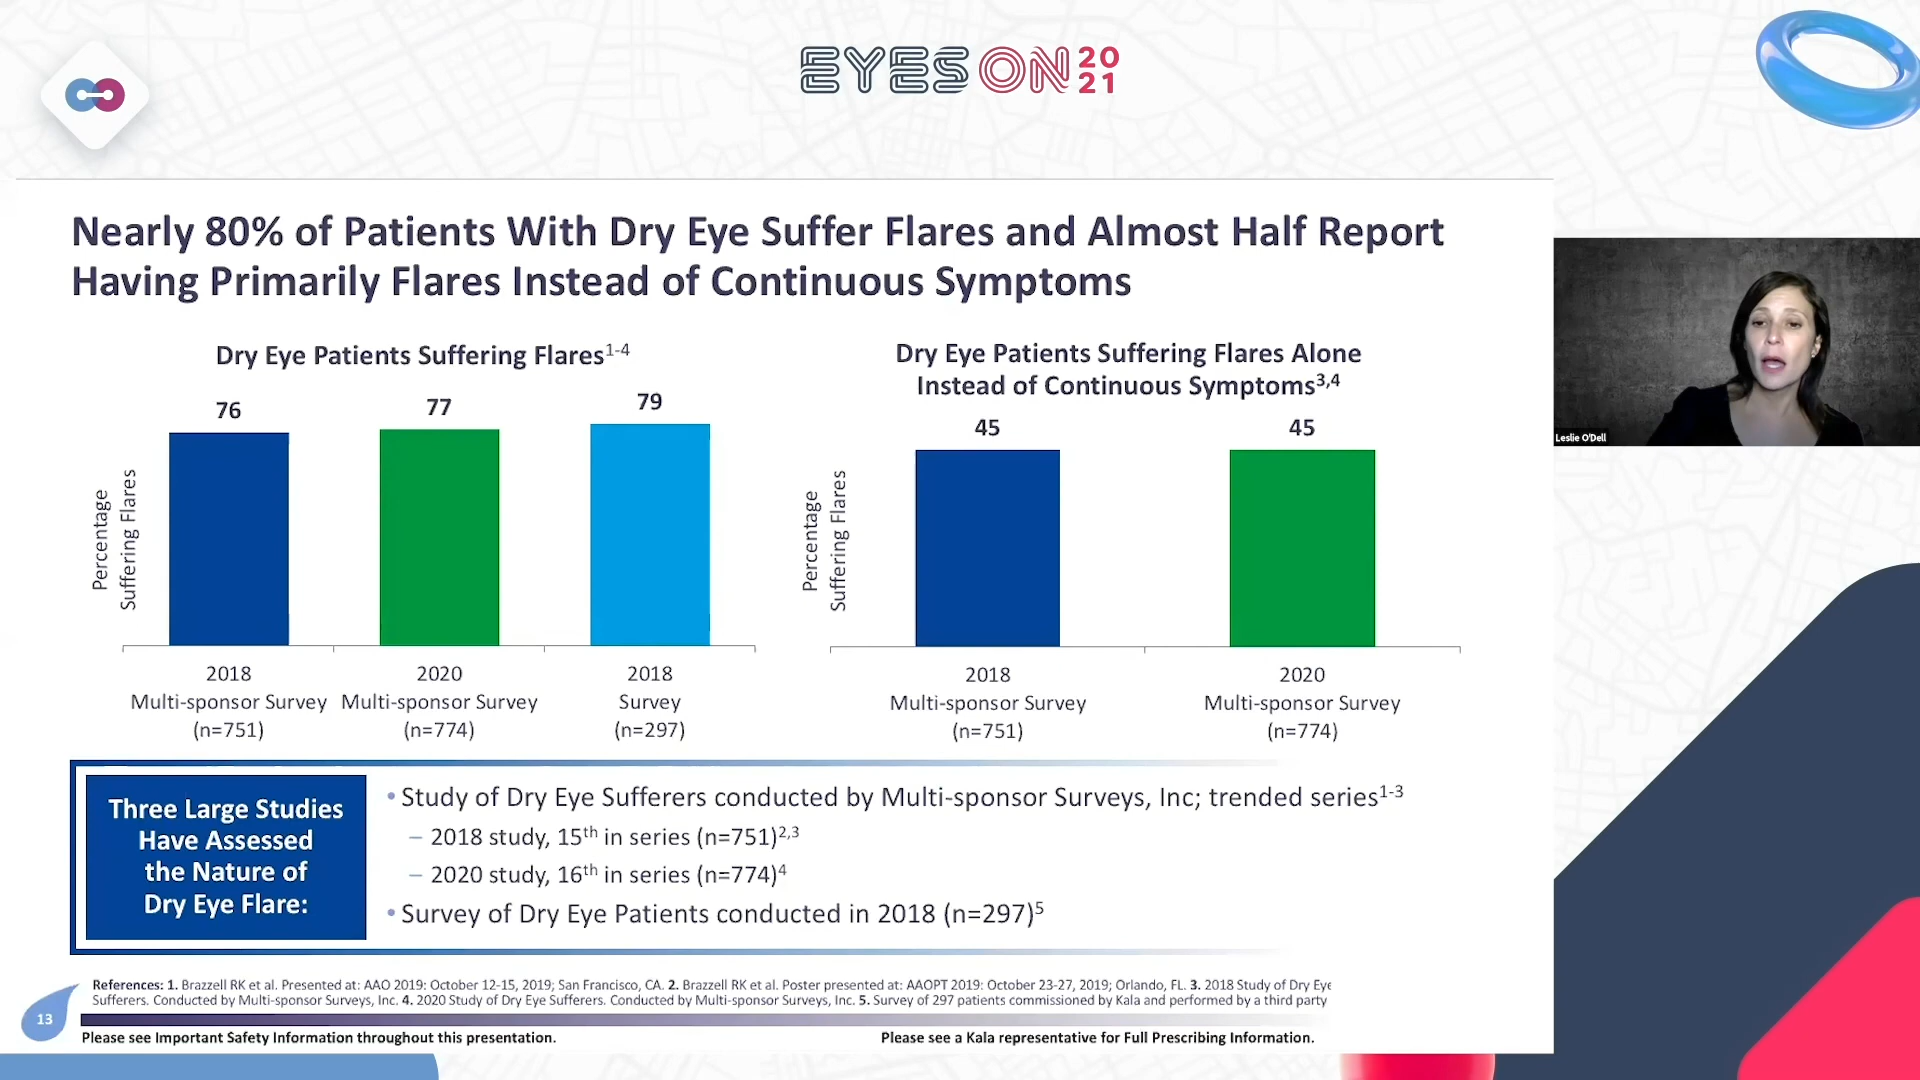 EYES ON 20
21
Nearly 80% of Patients With Dry Eye Suffer Flares and Almost Half Report
Having Primarily Flares Instead of Continuous Symptoms
Dry Eye Patients Suffering Flares1-4
76
77
79
Percentage
Suffering Flares
2018
Multi-sponsor Survey
(n=751)
2020
Multi-sponsor Survey
(n=774)
2018
Survey
(n=297)
Dry Eye Patients Suffering Flares Alone
Instead of Continuous Symptoms3,4
45
45
Percentage
Suffering Flares
2018
Multi-sponsor Survey
(n=751)
2020
Multi-sponsor Survey
(n=774)
Leslie O'Dell
Three Large Studies
Have Assessed
the Nature of
Dry Eye Flare:
• Study of Dry Eye Sufferers conducted by Multi-sponsor Surveys, Inc; trended series1-3
– 2018 study, 15th in series (n=751)2,3
– 2020 study, 16th in series (n=774)4
• Survey of Dry Eye Patients conducted in 2018 (n=297)5
References: 1. Brazzell RK et al. Presented at: AAO 2019: October 12-15, 2019; San Francisco, CA. 2. Brazzell RK et al. Poster presented at: AAOPT 2019: October 23-27, 2019; Orlando, FL. 3. 2018 Study of Dry Eye
Sufferers. Conducted by Multi-sponsor Surveys, Inc. 4. 2020 Study of Dry Eye Sufferers. Conducted by Multi-sponsor Surveys, Inc. 5. Survey of 297 patients commissioned by Kala and performed by a third party
13
Please see Important Safety Information throughout this presentation.
Please see a Kala representative for Full Prescribing Information.